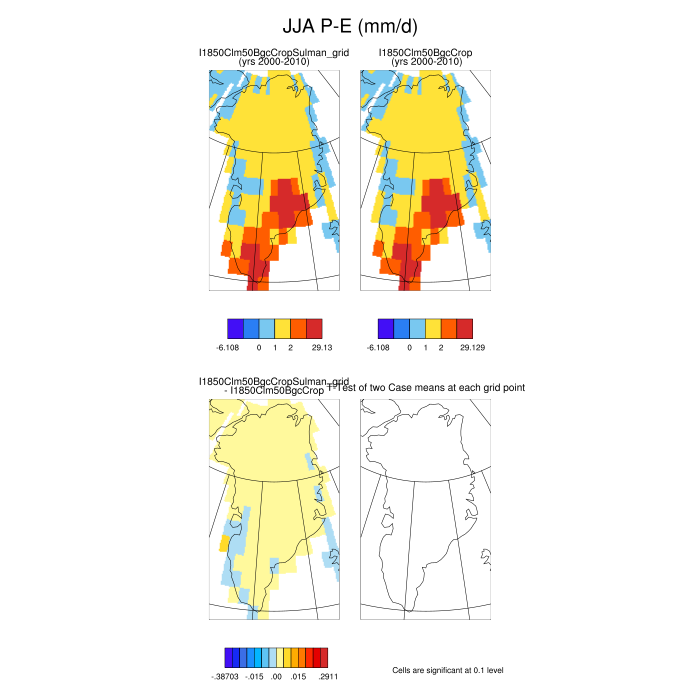 JJA P-E (mm/d)
I1850Clm50BgcCropSulman_grid
(yrs 2000-2010)
I1850Clm50BgcCrop
(yrs 2000-2010)
-6.108 0 1 2 29.13
-6.108 0 1 2 29.129
I1850Clm50BgcCropSulman_grid
- I1850Clm50BgcCrop
T-Test of two Case means at each grid point
-.38703 -.015 .00 .015 .2911
Cells are significant at 0.1 level